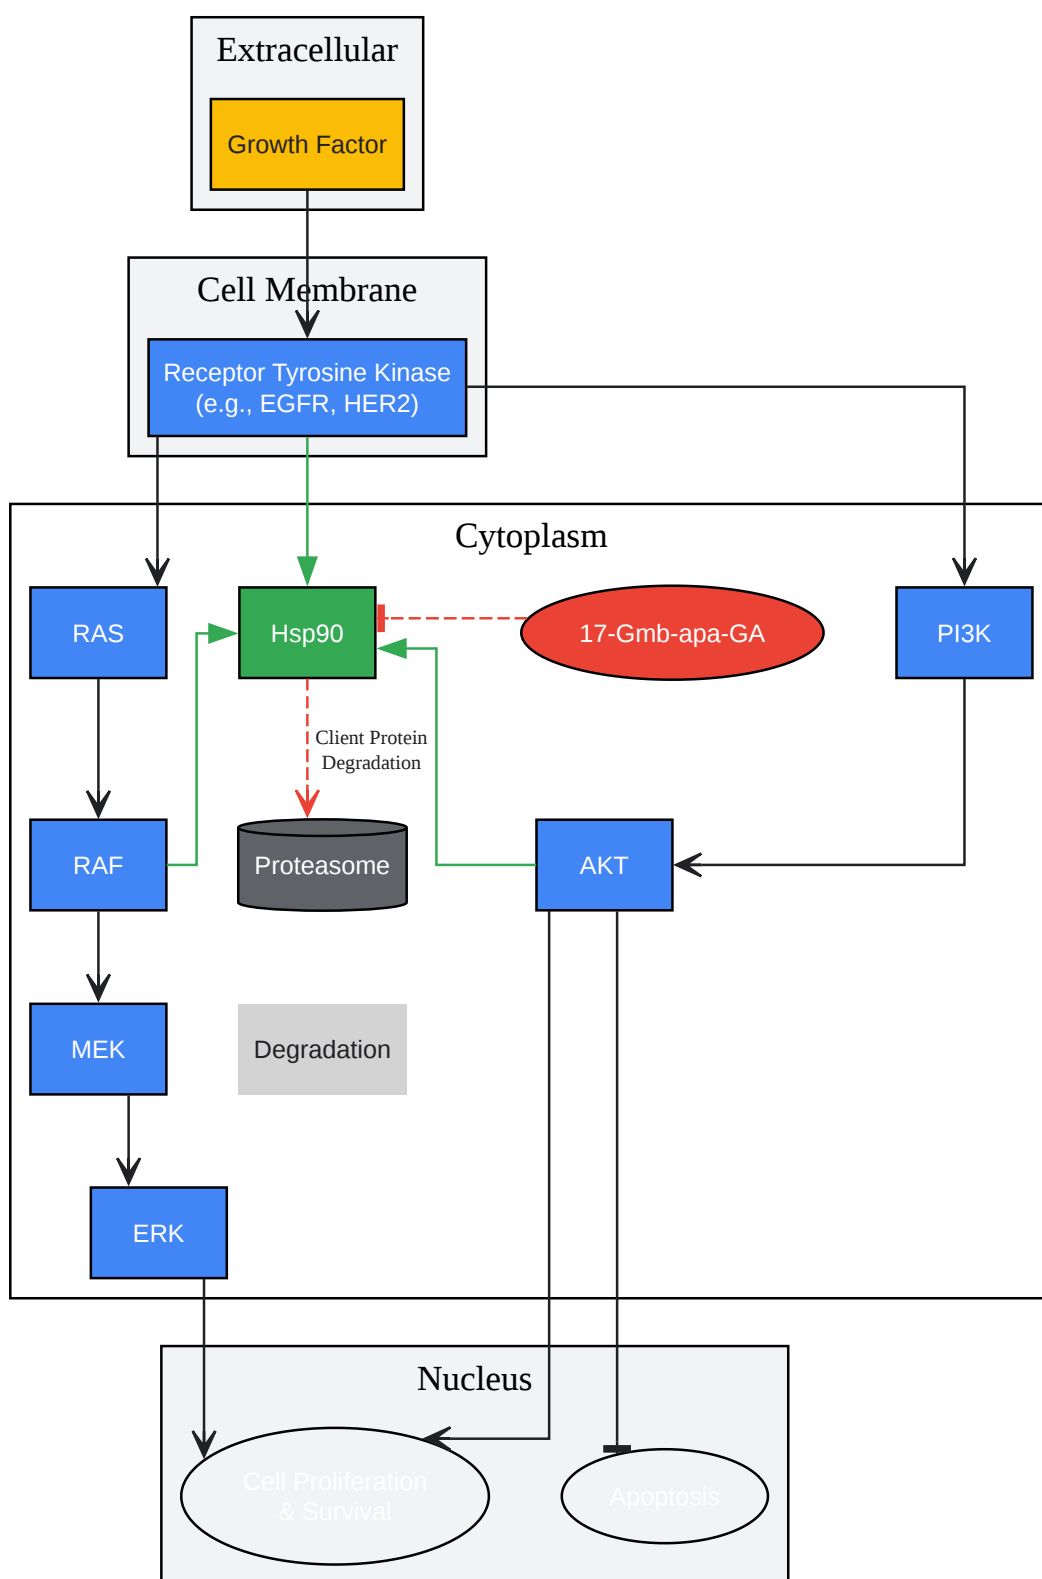 Extracellular
Growth Factor
Cell Membrane
Receptor Tyrosine Kinase
(e.g., EGFR, HER2)
Cytoplasm
RAS
Hsp90
17-Gmb-apa-GA
PI3K
Client Protein
Degradation
RAF
Proteasome
AKT
MEK
Degradation
ERK
Nucleus
Cell Proliferation
& Survival
Apoptosis